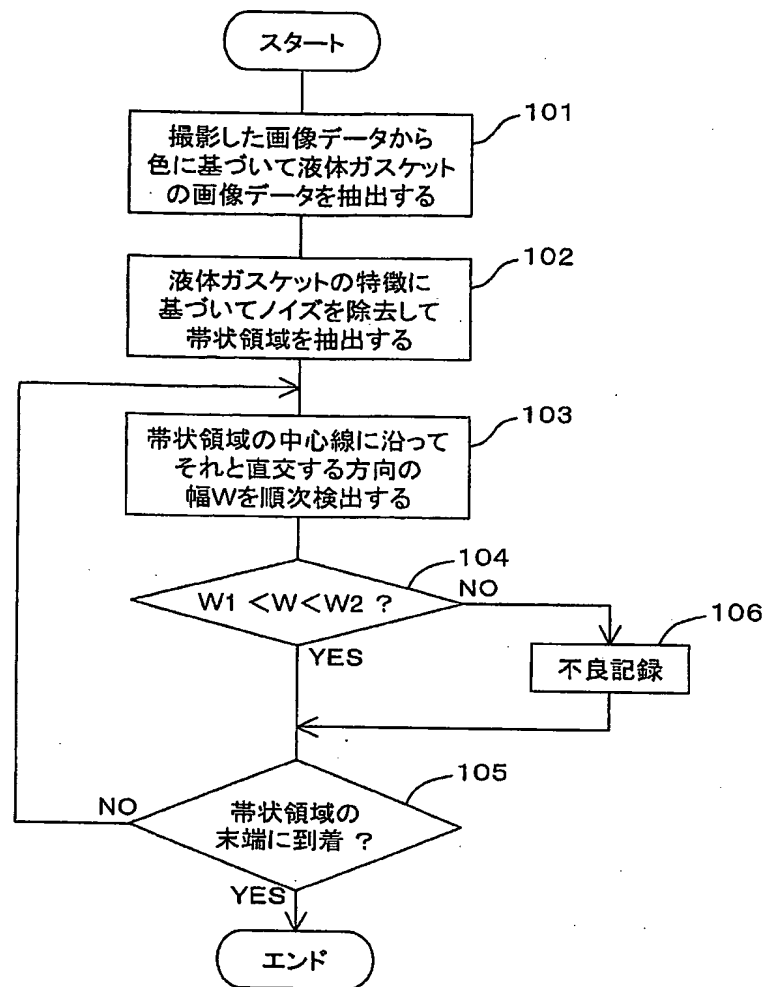 スタート
101
撮影した画像データから
色に基づいて液体ガスケット
の画像データを抽出する
102
液体ガスケットの特徴に
基づいてノイズを除去して
帯状領域を抽出する
103
帯状領域の中心線に沿って
それと直交する方向の
幅Wを順次検出する
104
W1 <W<W2 ?
NO
106
YES
不良記録
105
NO
帯状領域の
末端に到着 ?
YES
エンド